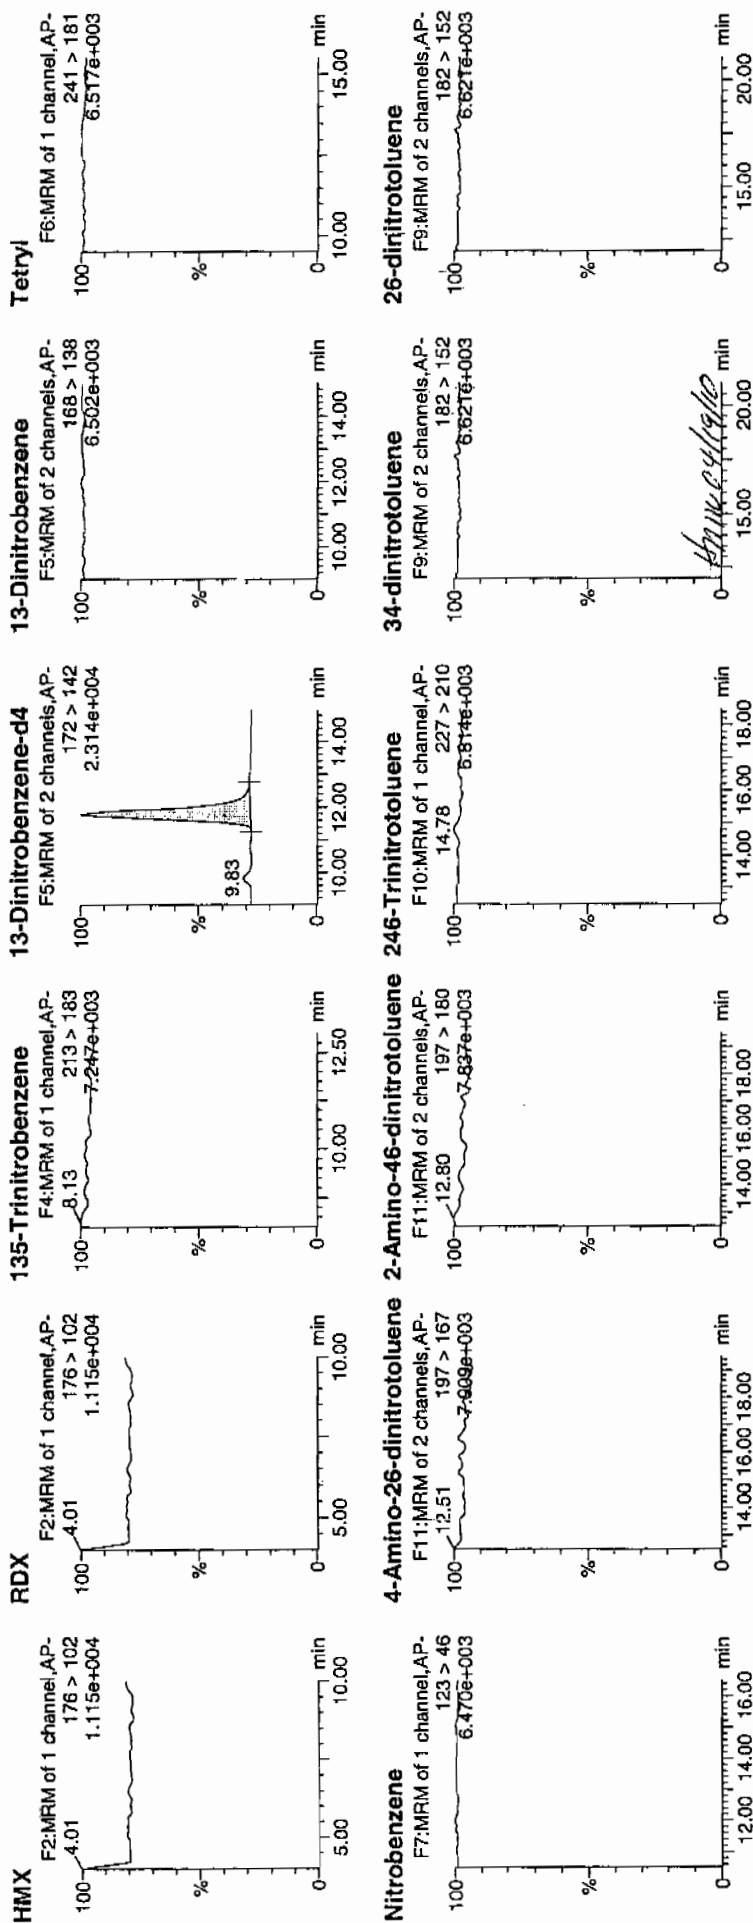 HMX
F2:MRM of 1 channel,AP-
176 > 102
1.115e+004
4.01
100
%
0
5.00
10.00
min
RDX
F2:MRM of 1 channel,AP-
176 > 102
1.115e+004
4.01
100
%
0
5.00
10.00
min
135-Trinitrobenzene
F4:MRM of 1 channel,AP-
213 > 183
7.247e+003
8.13
100
%
0
10.00
12.50
min
13-Dinitrobenzene-d4
F5:MRM of 2 channels,AP-
172 > 142
2.314e+004
9.83
100
%
0
10.00
12.00
14.00
min
13-Dinitrobenzene
F5:MRM of 2 channels,AP-
168 > 138
6.502e+003
100
%
0
10.00
12.00
14.00
min
Tetryl
F6:MRM of 1 channel,AP-
241 > 181
6.517e+003
100
%
0
10.00
15.00
min
Nitrobenzene
F7:MRM of 1 channel,AP-
123 > 46
6.470e+003
100
%
0
12.00
14.00
16.00
min
4-Amino-26-dinitrotoluene
F11:MRM of 2 channels,AP-
197 > 167
7.909e+003
12.51
100
%
0
14.00
16.00
18.00
min
2-Amino-46-dinitrotoluene
F11:MRM of 2 channels,AP-
197 > 180
7.837e+003
12.80
100
%
0
14.00
16.00
18.00
min
246-Trinitrotoluene
F10:MRM of 1 channel,AP-
227 > 210
6.814e+003
14.78
100
%
0
14.00
16.00
18.00
min
34-dinitrotoluene
F9:MRM of 2 channels,AP-
182 > 152
6.621e+003
100
%
0
15.00
20.00
min
26-dinitrotoluene
F9:MRM of 2 channels,AP-
182 > 152
6.621e+003
100
%
0
15.00
20.00
min